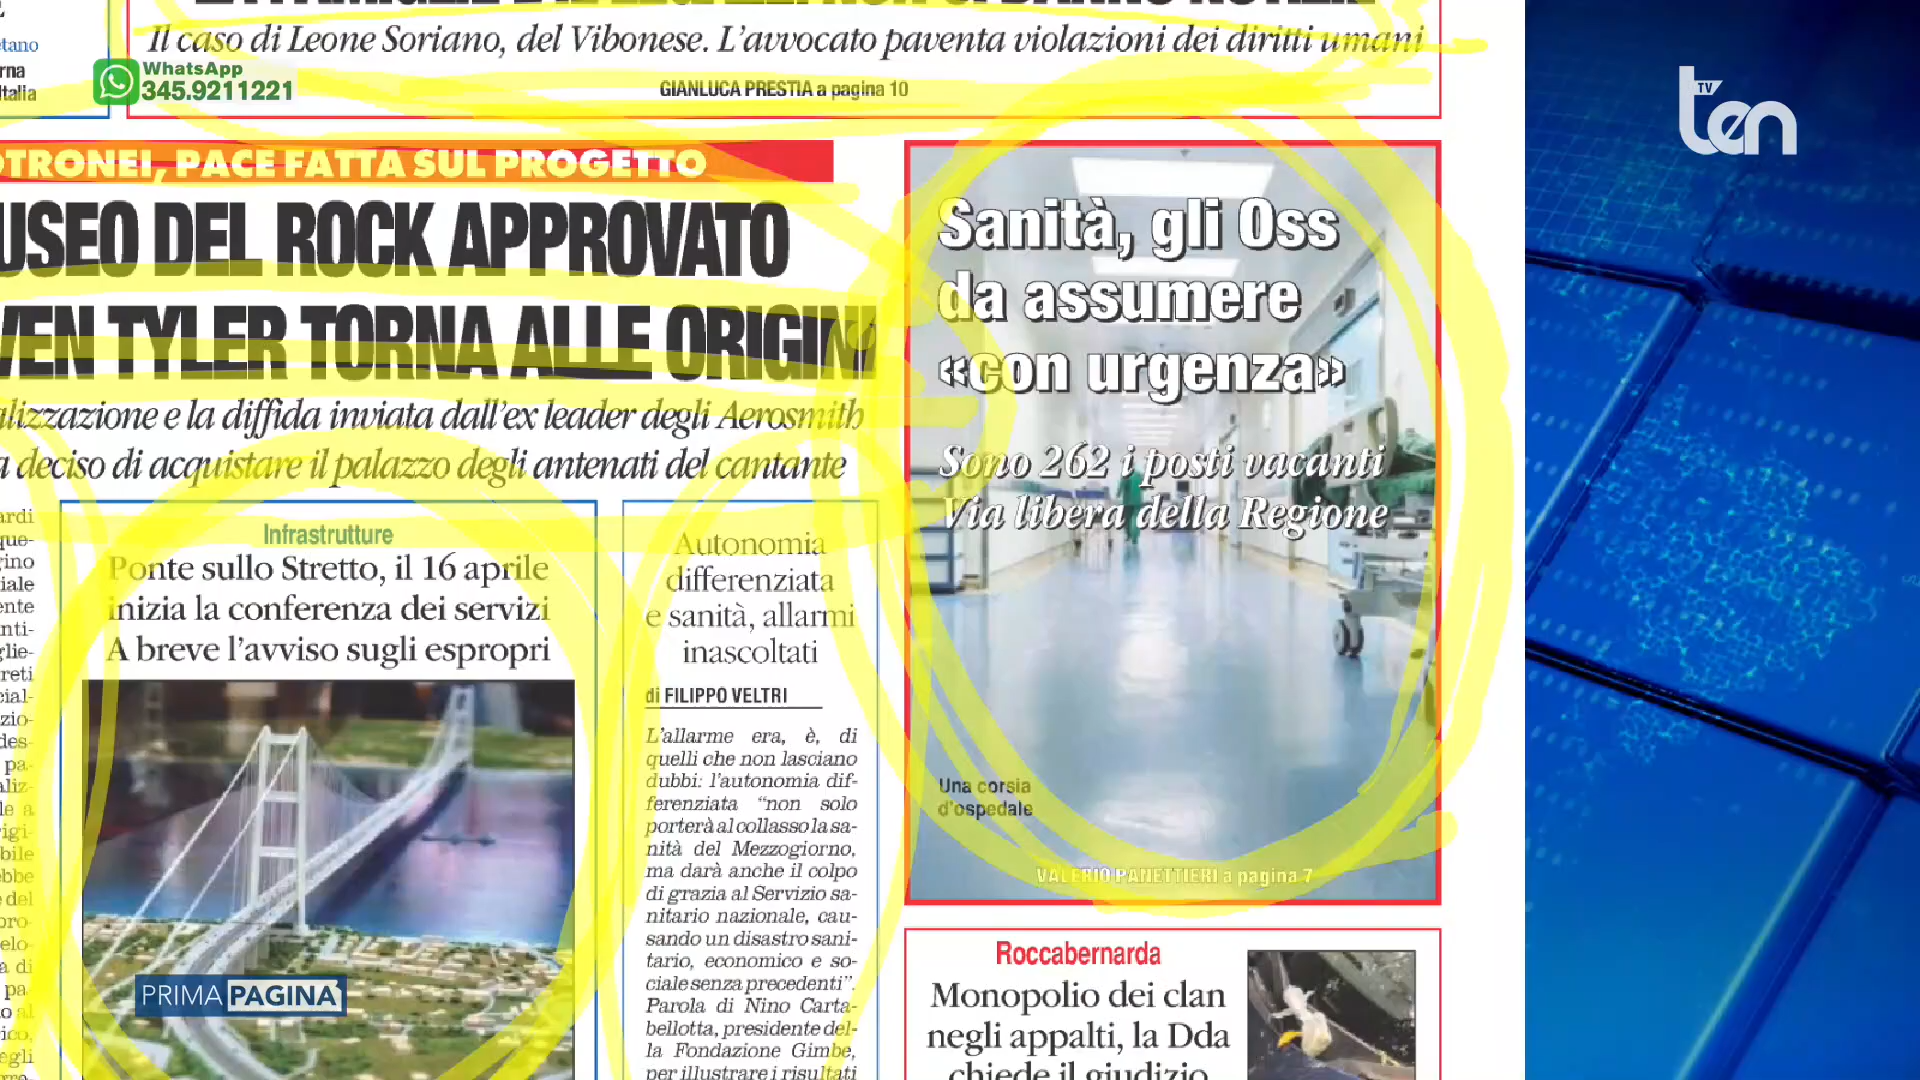 Il caso di Leone Soriano, del Vibonese. L'avvocato paventa violazioni dei diritti umani
GIANLUCA PRESTIA a pagina 10
WhatsApp
345.9211221
TV
ten
OTRONEI, PACE FATTA SUL PROGETTO
USEO DEL ROCK APPROVATO
VEN TYLER TORNA ALLE ORIGINI
alizzazione e la diffida inviata dall'ex leader degli Aerosmith
a deciso di acquistare il palazzo degli antenati del cantante
Infrastrutture
Ponte sullo Stretto, il 16 aprile
inizia la conferenza dei servizi
A breve l'avviso sugli espropri
PRIMA PAGINA
Autonomia
differenziata
e sanità, allarmi
inascoltati
di FILIPPO VELTRI
L'allarme era, è, di
quelli che non lasciano
dubbi: l'autonomia dif-
ferenziata "non solo
porterà al collasso la sa-
nità del Mezzogiorno,
ma darà anche il colpo
di grazia al Servizio sa-
nitario nazionale, cau-
sando un disastro sani-
tario, economico e so-
ciale senza precedenti".
Parola di Nino Carta-
bellotta, presidente del-
la Fondazione Gimbe,
per illustrare i risultati
Sanità, gli Oss
da assumere
«con urgenza»
Sono 262 i posti vacanti
Via libera della Regione
Una corsia
d'ospedale
VALERIO PANETTIERI a pagina 7
Roccabernarda
Monopolio dei clan
negli appalti, la Dda
chiede il giudizio